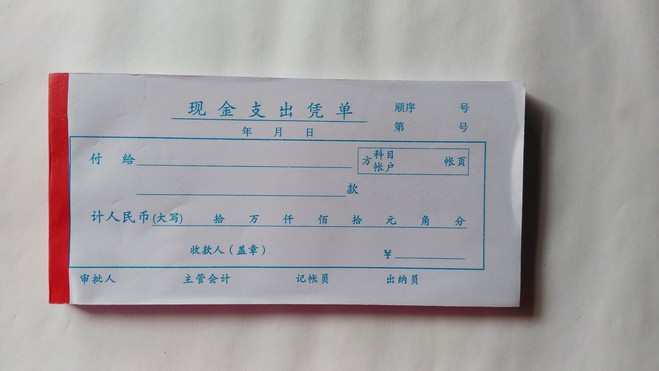 现金支出凭单 顺序 号
年 月 日 第 号
付 给 方 科目 帐页
帐户
款
计人民币(大写) 拾 万 仟 佰 拾 元 角 分
收款人(盖章) ¥
审批人 主管会计 记帐员 出纳员